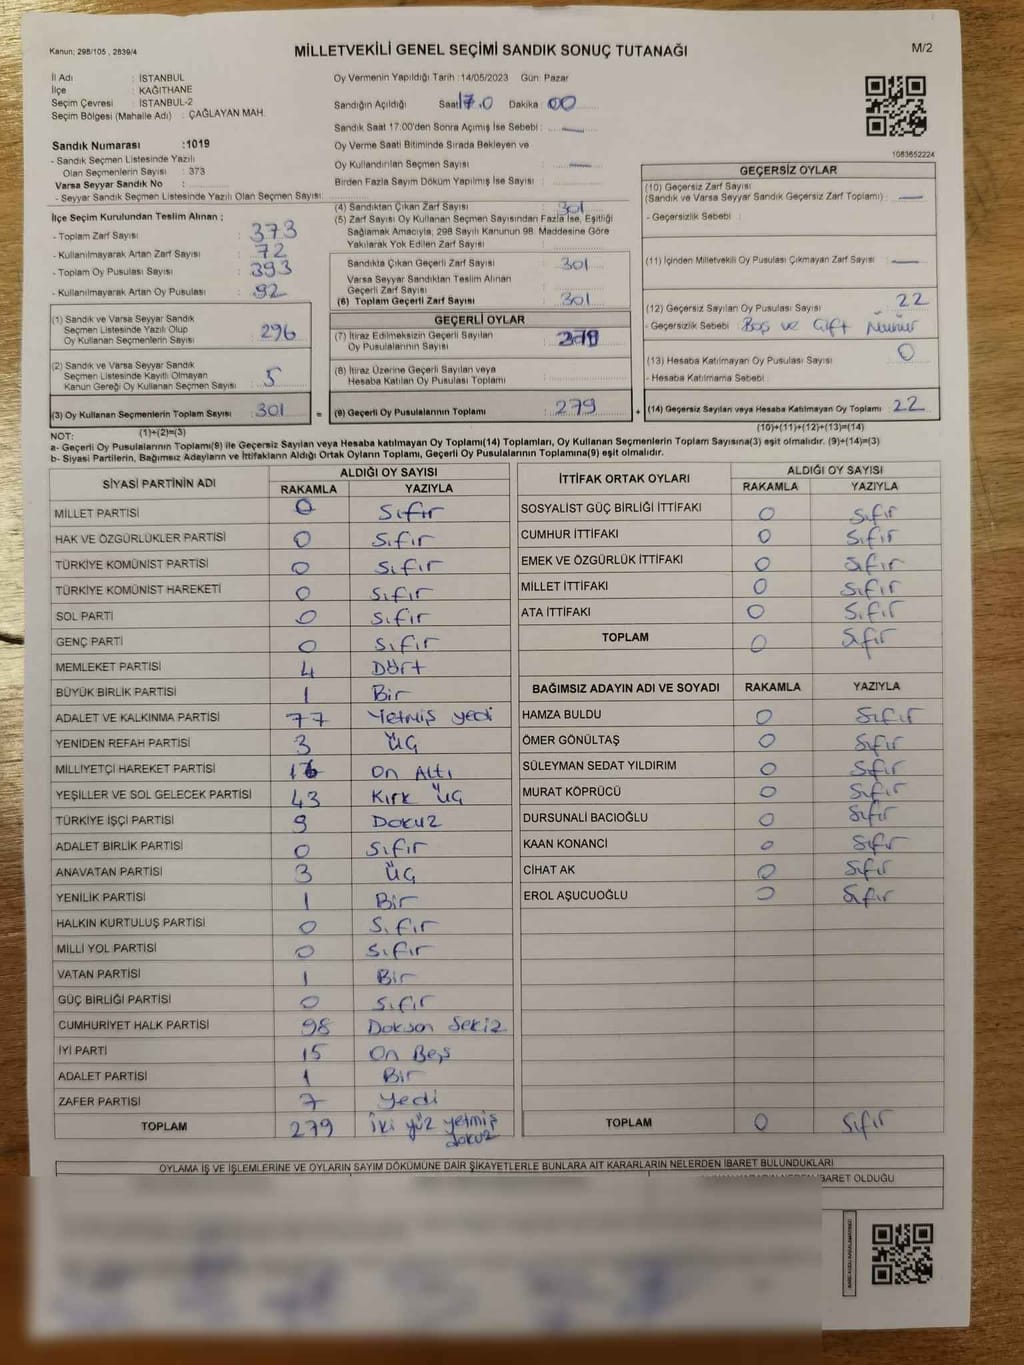 Kanun: 298/105 , 2839/4
MİLLETVEKİLİ GENEL SEÇİMİ SANDIK SONUÇ TUTANAĞI
M/2
İl Adı : İSTANBUL
İlçe : KAĞITHANE
Seçim Çevresi : İSTANBUL-2
Seçim Bölgesi (Mahalle Adı) : ÇAĞLAYAN MAH.
Sandık Numarası :1019
- Sandık Seçmen Listesinde Yazılı
Olan Seçmenlerin Sayısı : 373
Varsa Seyyar Sandık No :
- Seyyar Sandık Seçmen Listesinde Yazılı Olan Seçmen Sayısı:
Oy Vermenin Yapıldığı Tarih :14/05/2023 Gün: Pazar
Sandığın Açıldığı Saat 17.0 Dakika : 00
Sandık Saat 17:00'den Sonra Açımış İse Sebebi : —
Oy Verme Saati Bitiminde Sırada Bekleyen ve
Oy Kullandırılan Seçmen Sayısı : —
Birden Fazla Sayım Döküm Yapılmış İse Sayısı :
1083652224
İlçe Seçim Kurulundan Teslim Alınan ;
- Toplam Zarf Sayısı : 373
- Kullanılmayarak Artan Zarf Sayısı : 72
- Toplam Oy Pusulası Sayısı : 393
- Kullanılmayarak Artan Oy Pusulası : 92
(4) Sandıktan Çıkan Zarf Sayısı : 301
(5) Zarf Sayısı Oy Kullanan Seçmen Sayısından Fazla İse, Eşitliği
Sağlamak Amacıyla, 298 Sayılı Kanunun 98. Maddesine Göre
Yakılarak Yok Edilen Zarf Sayısı :
Sandıkta Çıkan Geçerli Zarf Sayısı : 301
Varsa Seyyar Sandıktan Teslim Alınan
Geçerli Zarf Sayısı :
(6) Toplam Geçerli Zarf Sayısı : 301
GEÇERSİZ OYLAR
(10) Geçersiz Zarf Sayısı
(Sandık ve Varsa Seyyar Sandık Geçersiz Zarf Toplamı) : —
- Geçersizlik Sebebi :
(11) İçinden Milletvekili Oy Pusulası Çıkmayan Zarf Sayısı : —
(12) Geçersiz Sayılan Oy Pusulası Sayısı : 22
- Geçersizlik Sebebi : Boş ve Çift Mühür
(13) Hesaba Katılmayan Oy Pusulası Sayısı : 0
- Hesaba Katılmama Sebebi :
(14) Geçersiz Sayılan veya Hesaba Katılmayan Oy Toplamı : 22
(10)+(11)+(12)+(13)=(14)
(1) Sandık ve Varsa Seyyar Sandık
Seçmen Listesinde Yazılı Olup
Oy Kullanan Seçmenlerin Sayısı : 296
(2) Sandık ve Varsa Seyyar Sandık
Seçmen Listesinde Kayıtlı Olmayan
Kanun Gereği Oy Kullanan Seçmen Sayısı : 5
(3) Oy Kullanan Seçmenlerin Toplam Sayısı : 301 =
(1)+(2)=(3)
GEÇERLİ OYLAR
(7) İtiraz Edilmeksizin Geçerli Sayılan
Oy Pusulalarının Sayısı : 279
(8) İtiraz Üzerine Geçerli Sayılan veya
Hesaba Katılan Oy Pusulası Toplamı :
(9) Geçerli Oy Pusulalarının Toplamı : 279 +
NOT:
a- Geçerli Oy Pusulalarının Toplamı(9) ile Geçersiz Sayılan veya Hesaba katılmayan Oy Toplamı(14) Toplamları, Oy Kullanan Seçmenlerin Toplam Sayısına(3) eşit olmalıdır. (9)+(14)=(3)
b- Siyasi Partilerin, Bağımsız Adayların ve İttifakların Aldığı Ortak Oyların Toplamı, Geçerli Oy Pusulalarının Toplamına(9) eşit olmalıdır.
SİYASİ PARTİNİN ADI
ALDIĞI OY SAYISI
RAKAMLA YAZIYLA
MİLLET PARTİSİ 0 Sıfır
HAK VE ÖZGÜRLÜKLER PARTİSİ 0 Sıfır
TÜRKİYE KOMÜNİST PARTİSİ 0 Sıfır
TÜRKİYE KOMÜNİST HAREKETİ 0 Sıfır
SOL PARTİ 0 Sıfır
GENÇ PARTİ 0 Sıfır
MEMLEKET PARTİSİ 4 Dört
BÜYÜK BİRLİK PARTİSİ 1 Bir
ADALET VE KALKINMA PARTİSİ 77 Yetmiş yedi
YENİDEN REFAH PARTİSİ 3 Üç
MİLLİYETÇİ HAREKET PARTİSİ 16 On Altı
YEŞİLLER VE SOL GELECEK PARTİSİ 43 Kırk Üç
TÜRKİYE İŞÇİ PARTİSİ 9 Dokuz
ADALET BİRLİK PARTİSİ 0 Sıfır
ANAVATAN PARTİSİ 3 Üç
YENİLİK PARTİSİ 1 Bir
HALKIN KURTULUŞ PARTİSİ 0 Sıfır
MİLLİ YOL PARTİSİ 0 Sıfır
VATAN PARTİSİ 1 Bir
GÜÇ BİRLİĞİ PARTİSİ 0 Sıfır
CUMHURİYET HALK PARTİSİ 98 Doksan Sekiz
İYİ PARTİ 15 On Beş
ADALET PARTİSİ 1 Bir
ZAFER PARTİSİ 7 Yedi
TOPLAM 279 İki yüz yetmiş
dokuz
İTTİFAK ORTAK OYLARI
ALDIĞI OY SAYISI
RAKAMLA YAZIYLA
SOSYALİST GÜÇ BİRLİĞİ İTTİFAKI 0 Sıfır
CUMHUR İTTİFAKI 0 Sıfır
EMEK VE ÖZGÜRLÜK İTTİFAKI 0 Sıfır
MİLLET İTTİFAKI 0 Sıfır
ATA İTTİFAKI 0 Sıfır
TOPLAM 0 Sıfır
BAĞIMSIZ ADAYIN ADI VE SOYADI RAKAMLA YAZIYLA
HAMZA BULDU 0 Sıfır
ÖMER GÖNÜLTAŞ 0 Sıfır
SÜLEYMAN SEDAT YILDIRIM 0 Sıfır
MURAT KÖPRÜCÜ 0 Sıfır
DURSUNALİ BACIOĞLU 0 Sıfır
KAAN KONANCİ 0 Sıfır
CİHAT AK 0 Sıfır
EROL AŞUCUOĞLU 0 Sıfır
TOPLAM 0 Sıfır
OYLAMA İŞ VE İŞLEMLERİNE VE OYLARIN SAYIM DÖKÜMÜNE DAİR ŞİKAYETLERLE BUNLARA AİT KARARLARIN NELERDEN İBARET BULUNDUKLARI
İBARET OLDUĞU